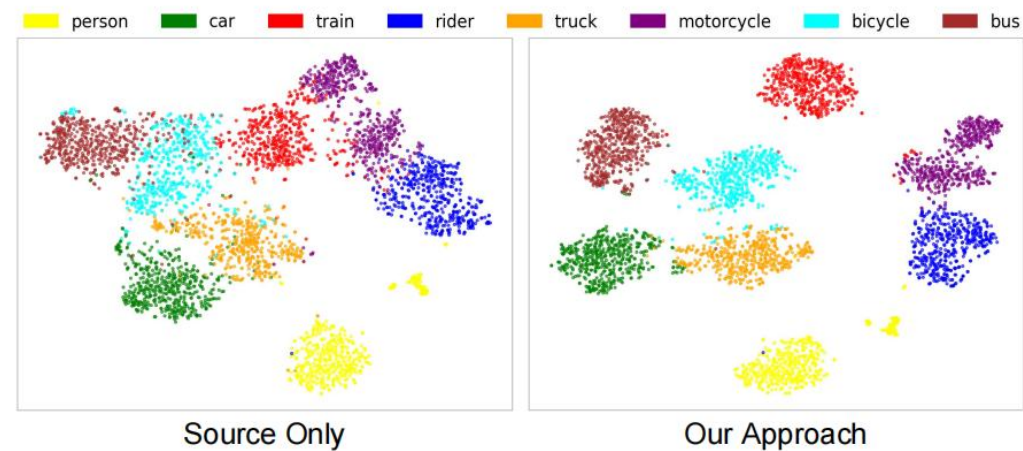 person car train rider truck motorcycle bicycle bus
Source Only Our Approach